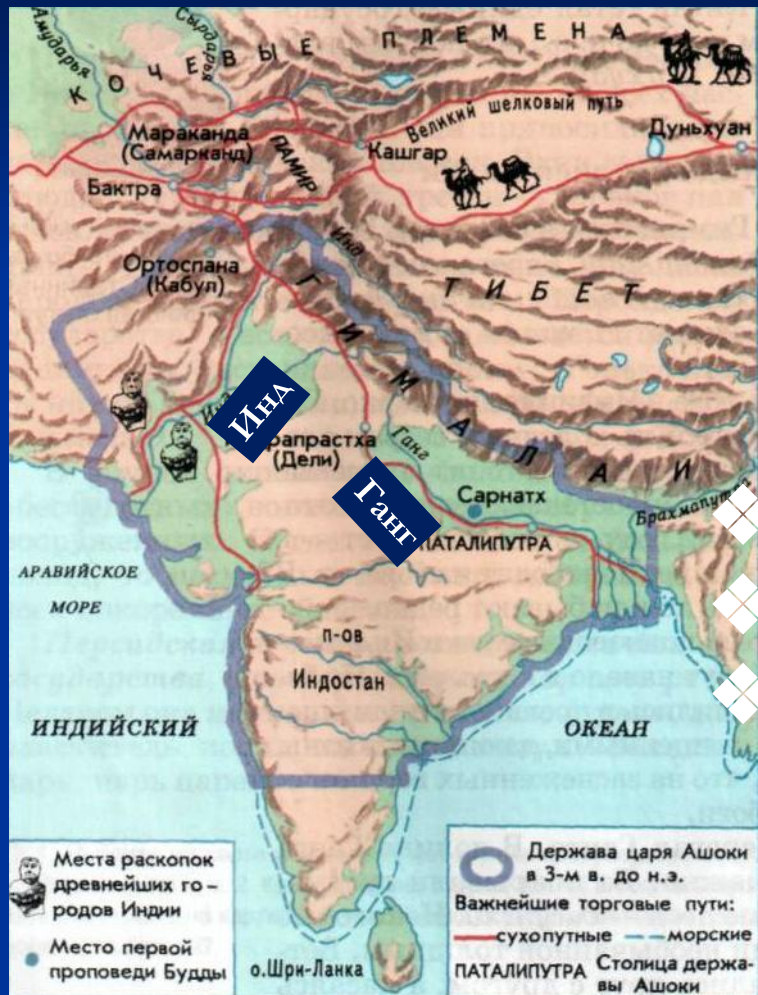 Амударья
Сырдарья
КОЧЕВЫЕ ПЛЕМЕНА
Великий шелковый путь
Мараканда
(Самарканд)
ПАМИР
Кашгар
Дуньхуан
Бактра
Ортоспана
(Кабул)
Инд
ТИБЕТ
ГИМАЛАИ
Инд
рапрастха
(Дели)
Ганг
Ганг
Сарнатх
Брахмапутра
ПАТАЛИПУТРА
АРАВИЙСКОЕ
МОРЕ
п-ов
Индостан
ИНДИЙСКИЙ ОКЕАН
о.Шри-Ланка
Места раскопок
древнейших го-
родов Индии
Место первой
проповеди Будды
Держава царя Ашоки
в 3-м в. до н.э.
Важнейшие торговые пути:
сухопутные морские
ПАТАЛИПУТРА Столица держа-
вы Ашоки